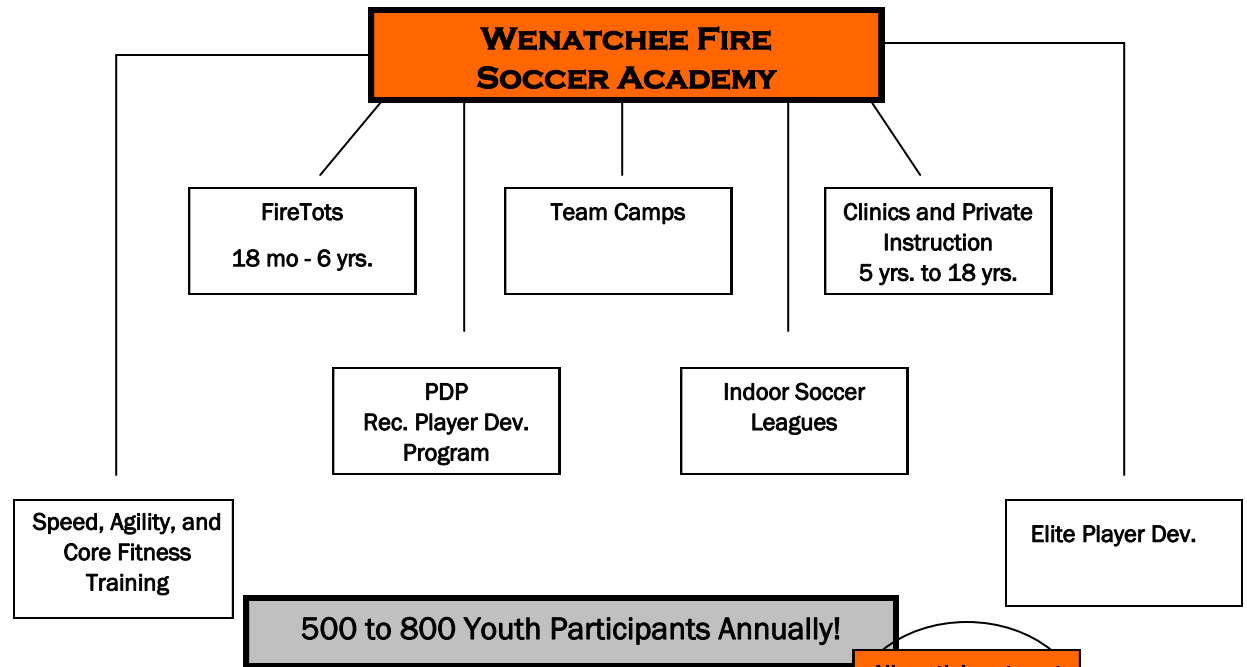 WENATCHEE FIRE
SOCCER ACADEMY
FireTots
18 mo - 6 yrs.
Team Camps
Clinics and Private
Instruction
5 yrs. to 18 yrs.
PDP
Rec. Player Dev.
Program
Indoor Soccer
Leagues
Speed, Agility, and
Core Fitness
Training
Elite Player Dev.
500 to 800 Youth Participants Annually!